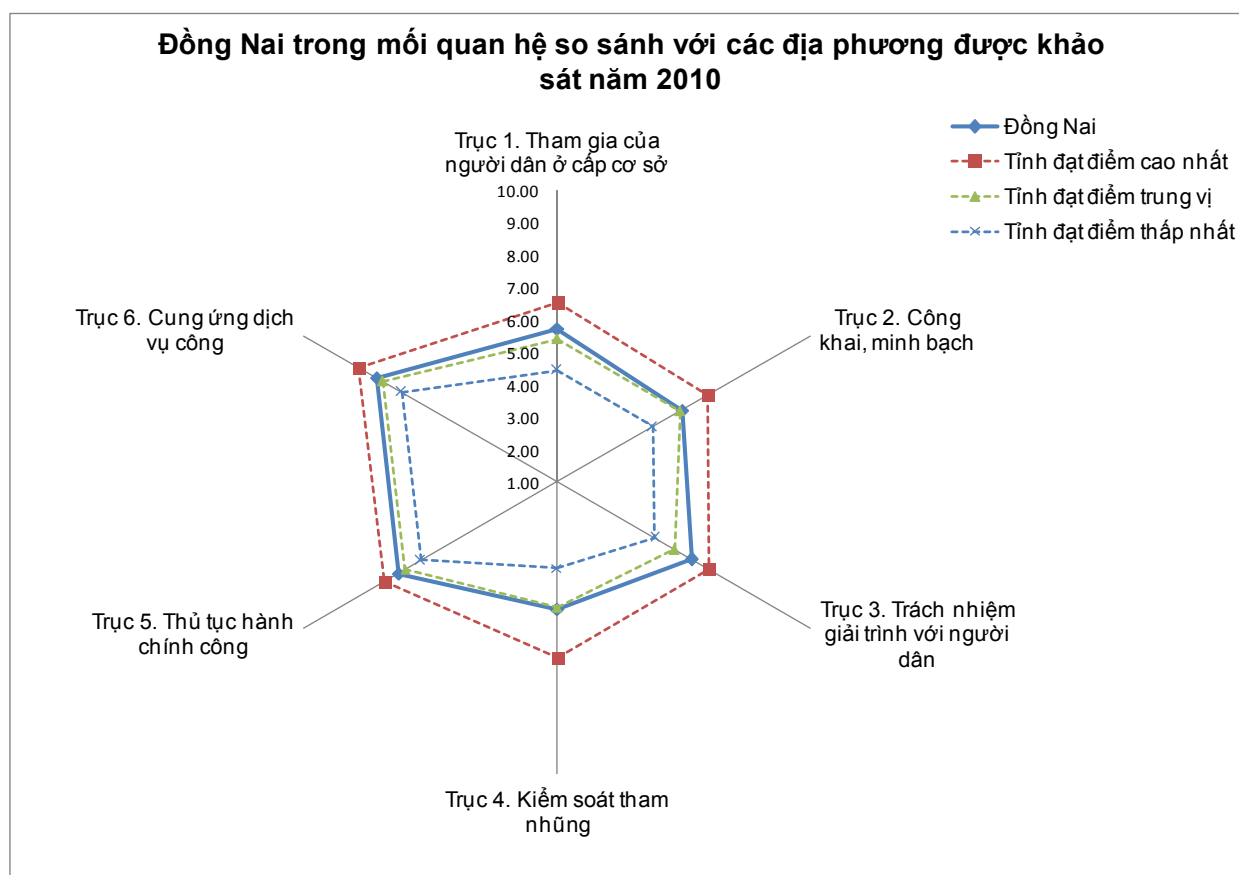 Đồng Nai trong mối quan hệ so sánh với các địa phương được khảo
sát năm 2010
Đồng Nai
Tỉnh đạt điểm cao nhất
Tỉnh đạt điểm trung vị
Tỉnh đạt điểm thấp nhất
Trục 1. Tham gia của
người dân ở cấp cơ sở
10.00
9.00
8.00
7.00
6.00
5.00
4.00
3.00
2.00
1.00
Trục 2. Công
khai, minh bạch
Trục 3. Trách nhiệm
giải trình với người
dân
Trục 4. Kiểm soát tham
nhũng
Trục 5. Thủ tục hành
chính công
Trục 6. Cung ứng dịch
vụ công